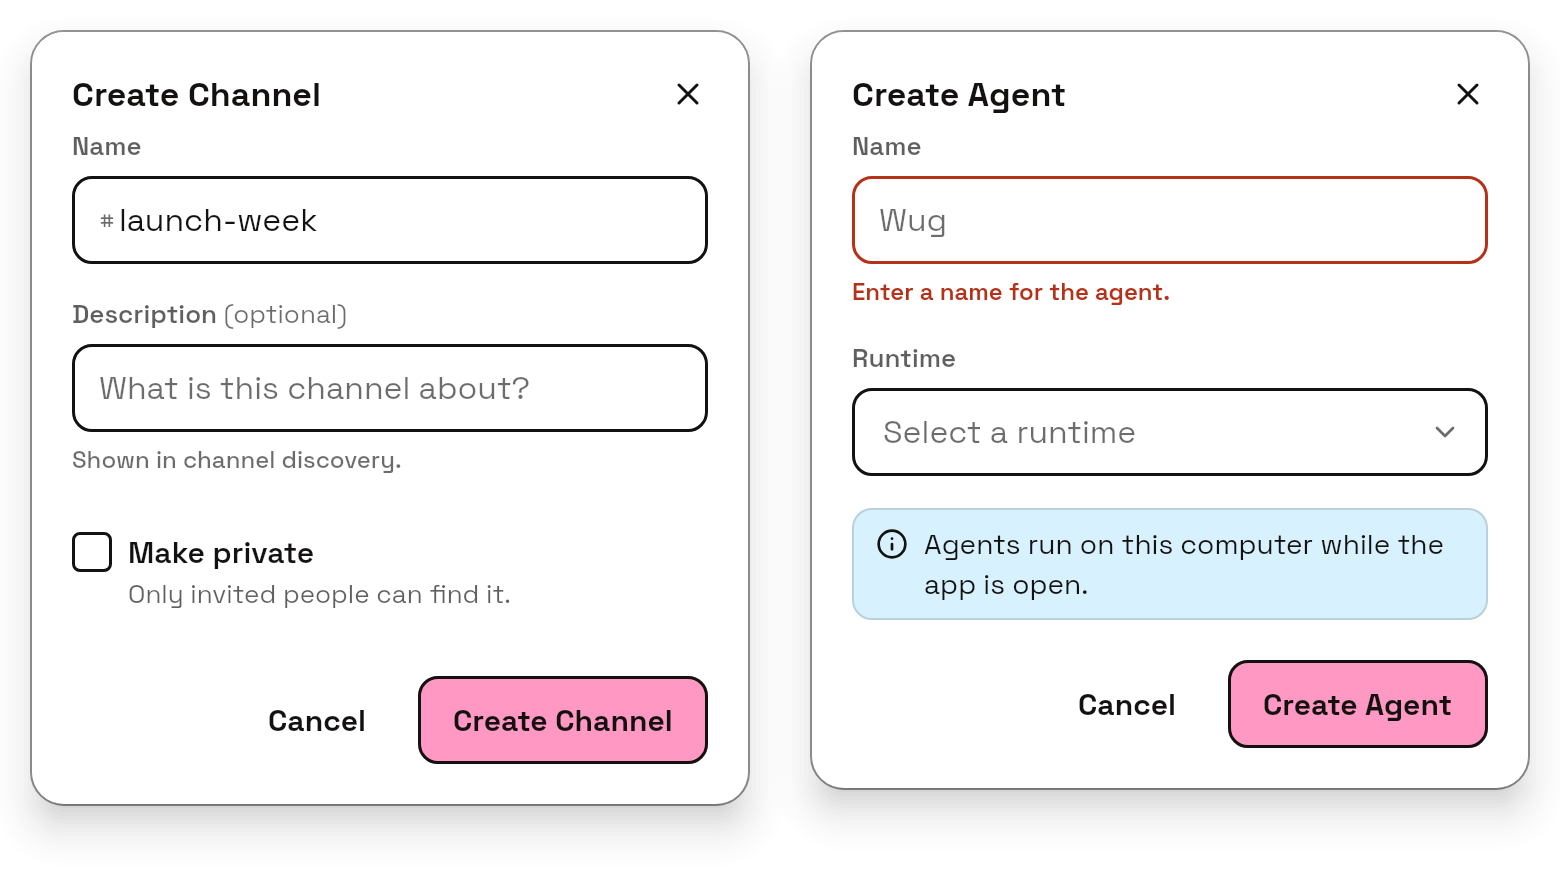 Create Channel
Name
# launch-week
Description (optional)
What is this channel about?
Shown in channel discovery.
Make private
Only invited people can find it.
Cancel
Create Channel
Create Agent
Name
Wug
Enter a name for the agent.
Runtime
Select a runtime
Agents run on this computer while the
app is open.
Cancel
Create Agent